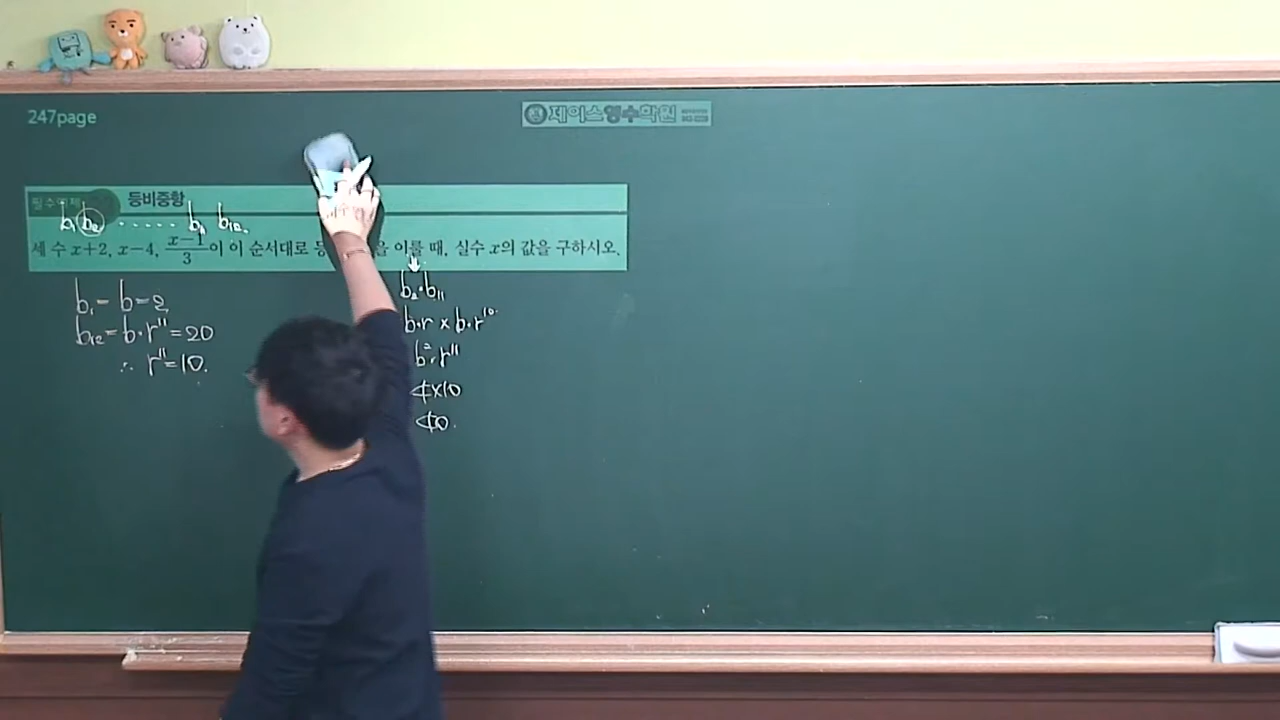 247page
제이스영수학원
필수예제
등비중항
b₁ b₂ ····· b₁₁ b₁₂
세 수 x+2, x−4, (x−1)/3이 이 순서대로 등 을 이룰 때, 실수 x의 값을 구하시오.
b₁= b=2
b₁₂= b·r¹¹=20
∴ r¹¹=10.
b₂·b₁₁
b·r × b·r¹⁰
b²·r¹¹
4×10
40.